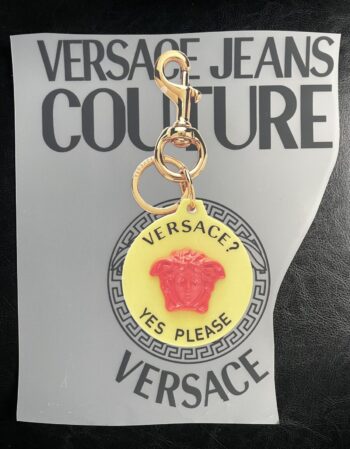 VERSACE JEANS
COUTURE
VERSACE?
YES PLEASE
VERSACE